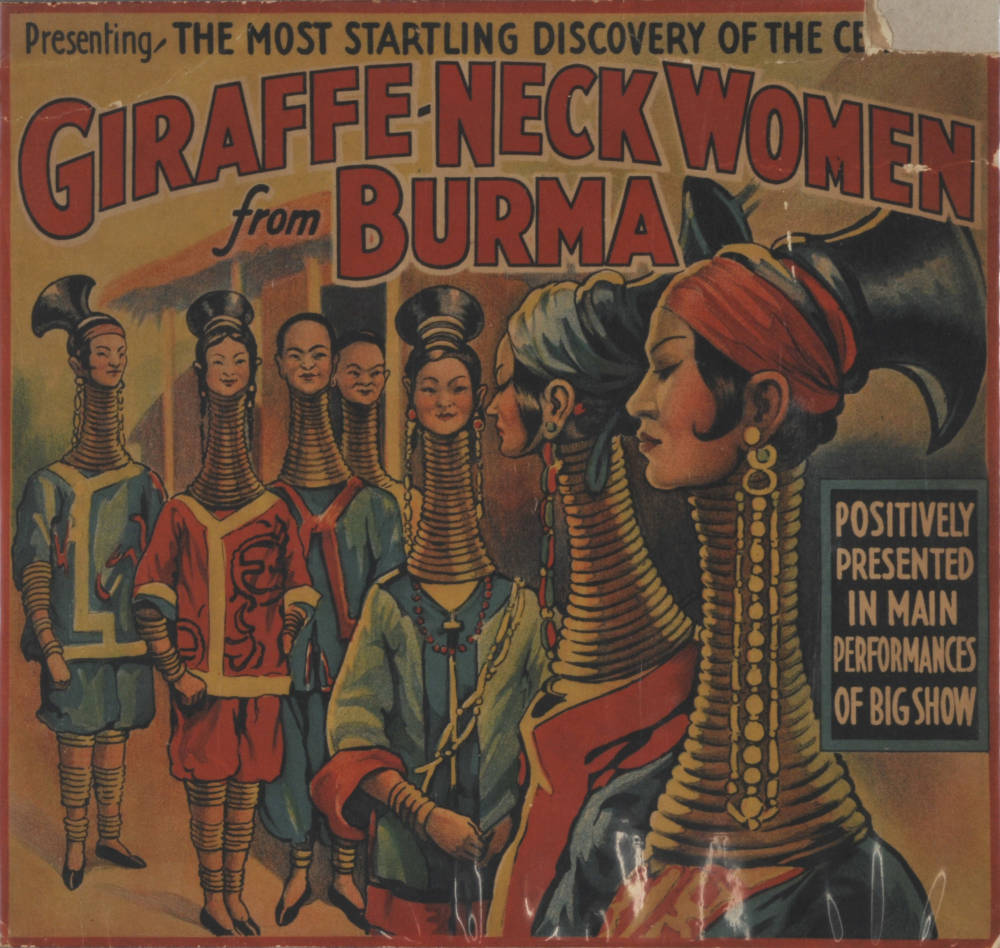 Presenting, THE MOST STARTLING DISCOVERY OF THE
GIRAFFE-NECK WOMEN
from BURMA
POSITIVELY
PRESENTED
IN MAIN
PERFORMANCES
OF BIG SHOW